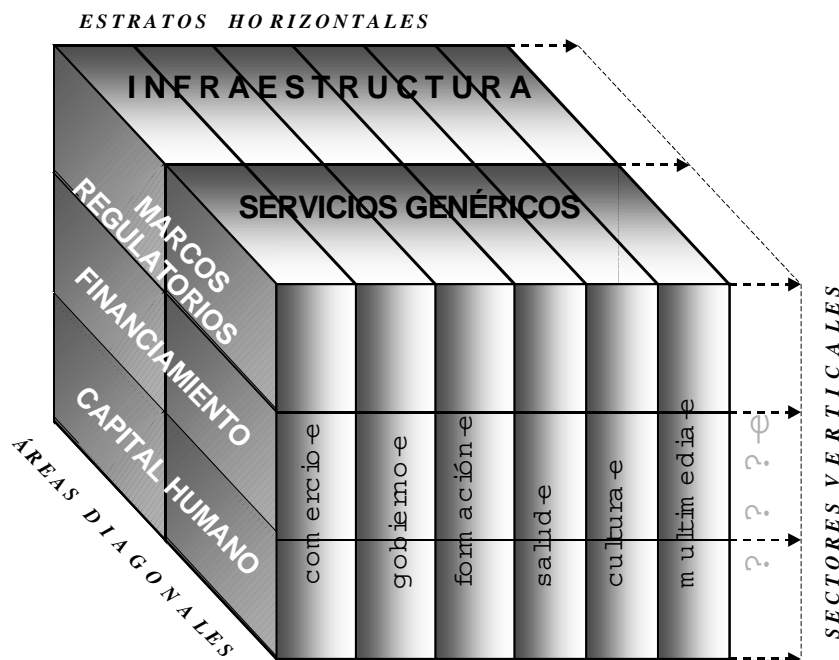 ESTRATOS HORIZONTALES
INFRAESTRUCTURA
SERVICIOS GENÉRICOS
MARCOS
REGULATORIOS
FINANCIAMIENTO
CAPITAL HUMANO
ÁREAS DIAGONALES
comercio-e
gobierno-e
formación-e
salud-e
cultura-e
multimedia-e
? ? ?-e
SECTORES VERTICALES